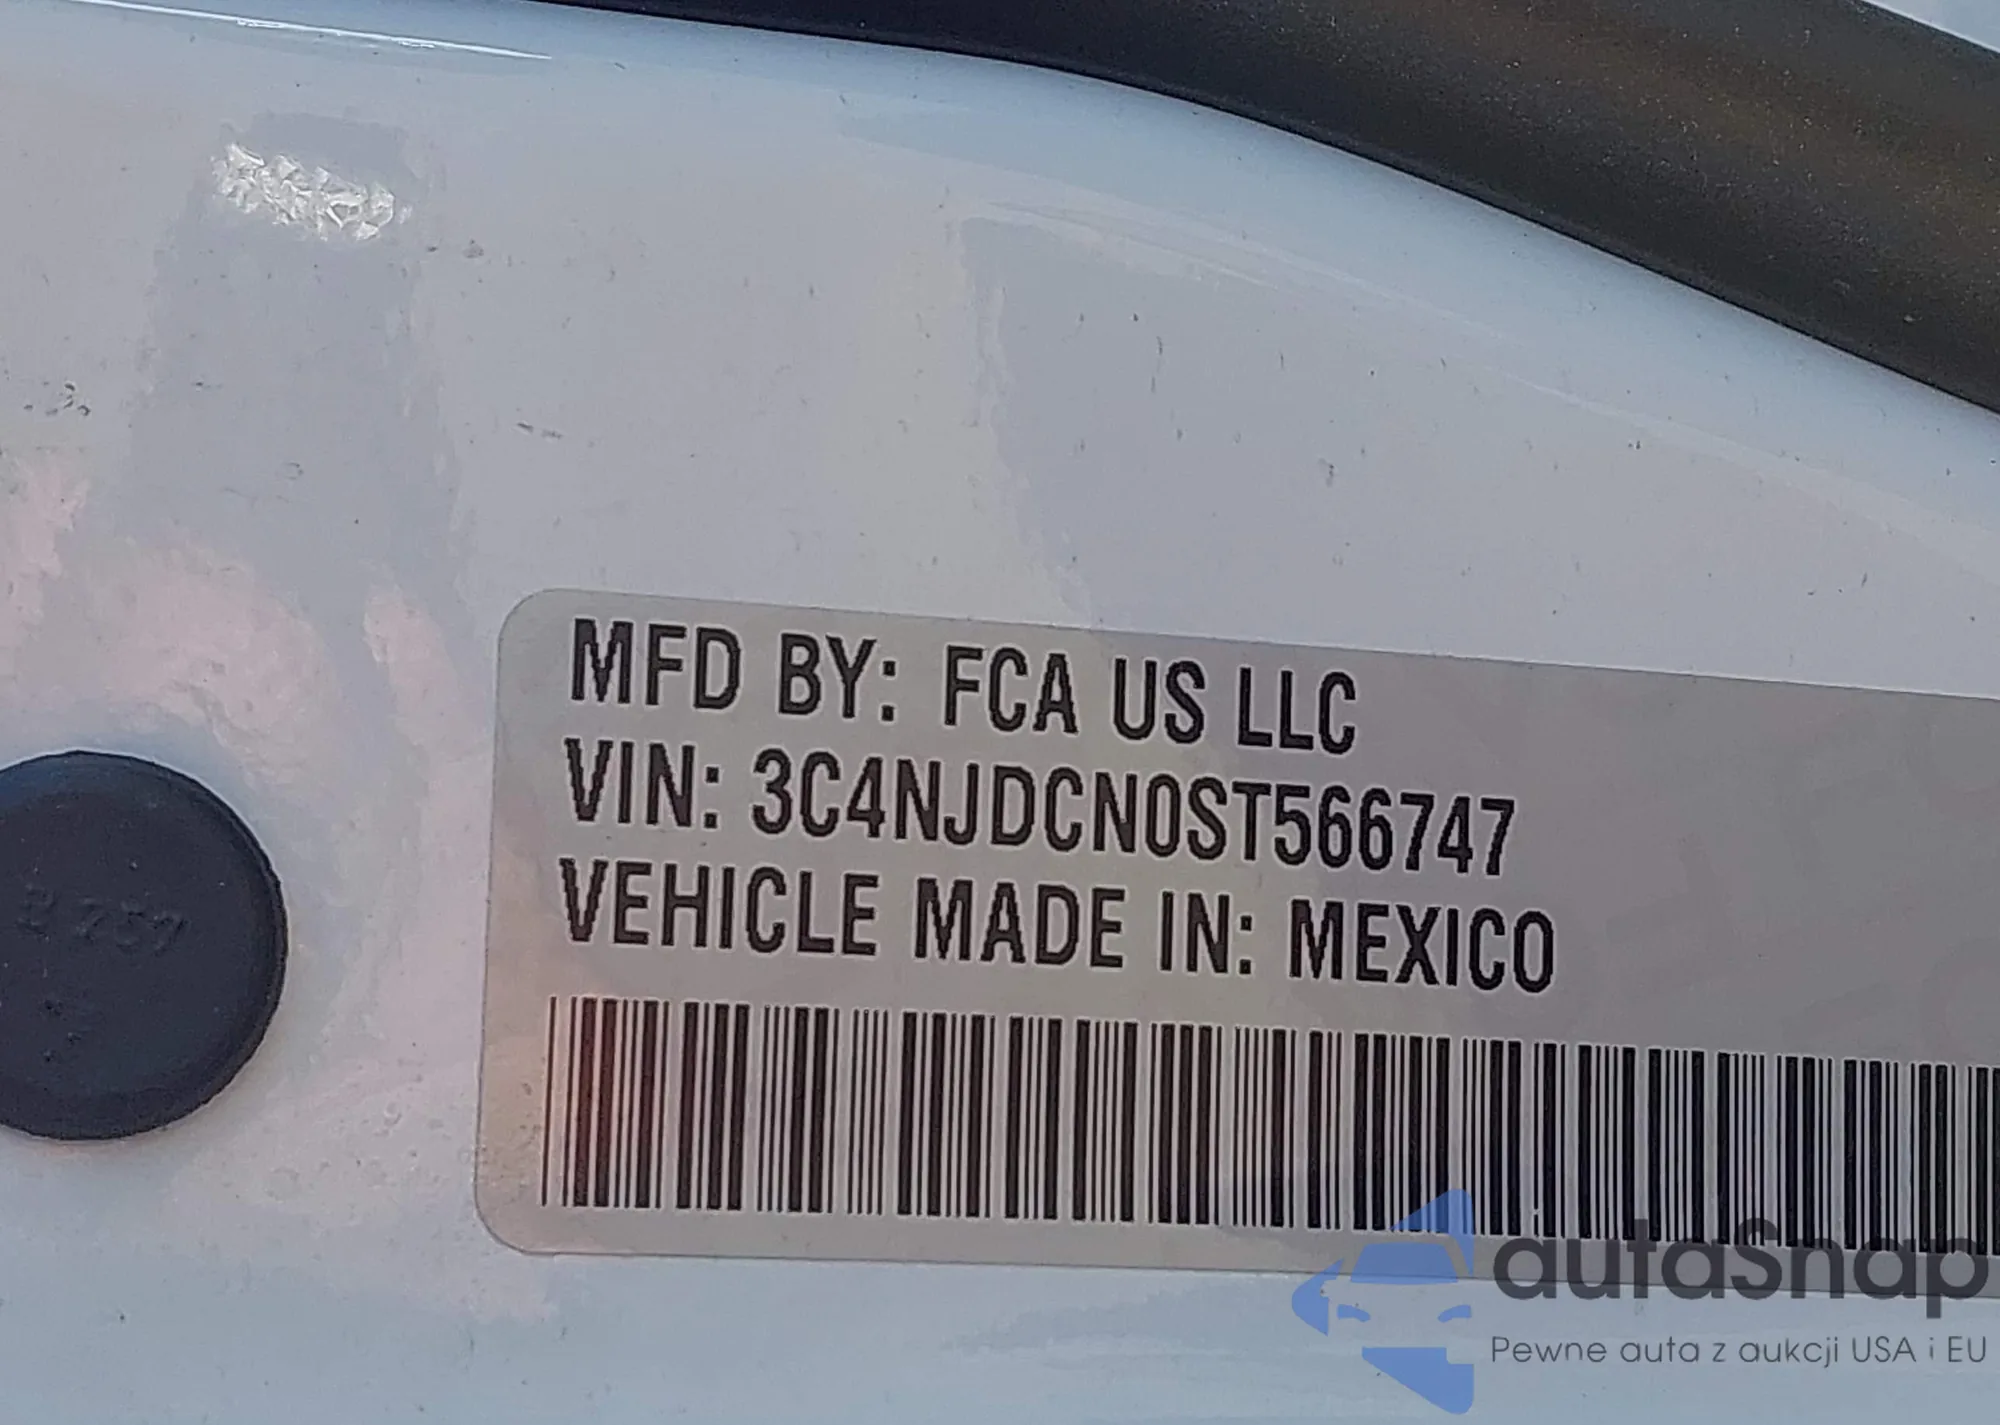 MFD BY: FCA US LLC
VIN: 3C4NJDCN0ST566747
VEHICLE MADE IN: MEXICO
autaSnap
Pewne auta z aukcji USA i EU